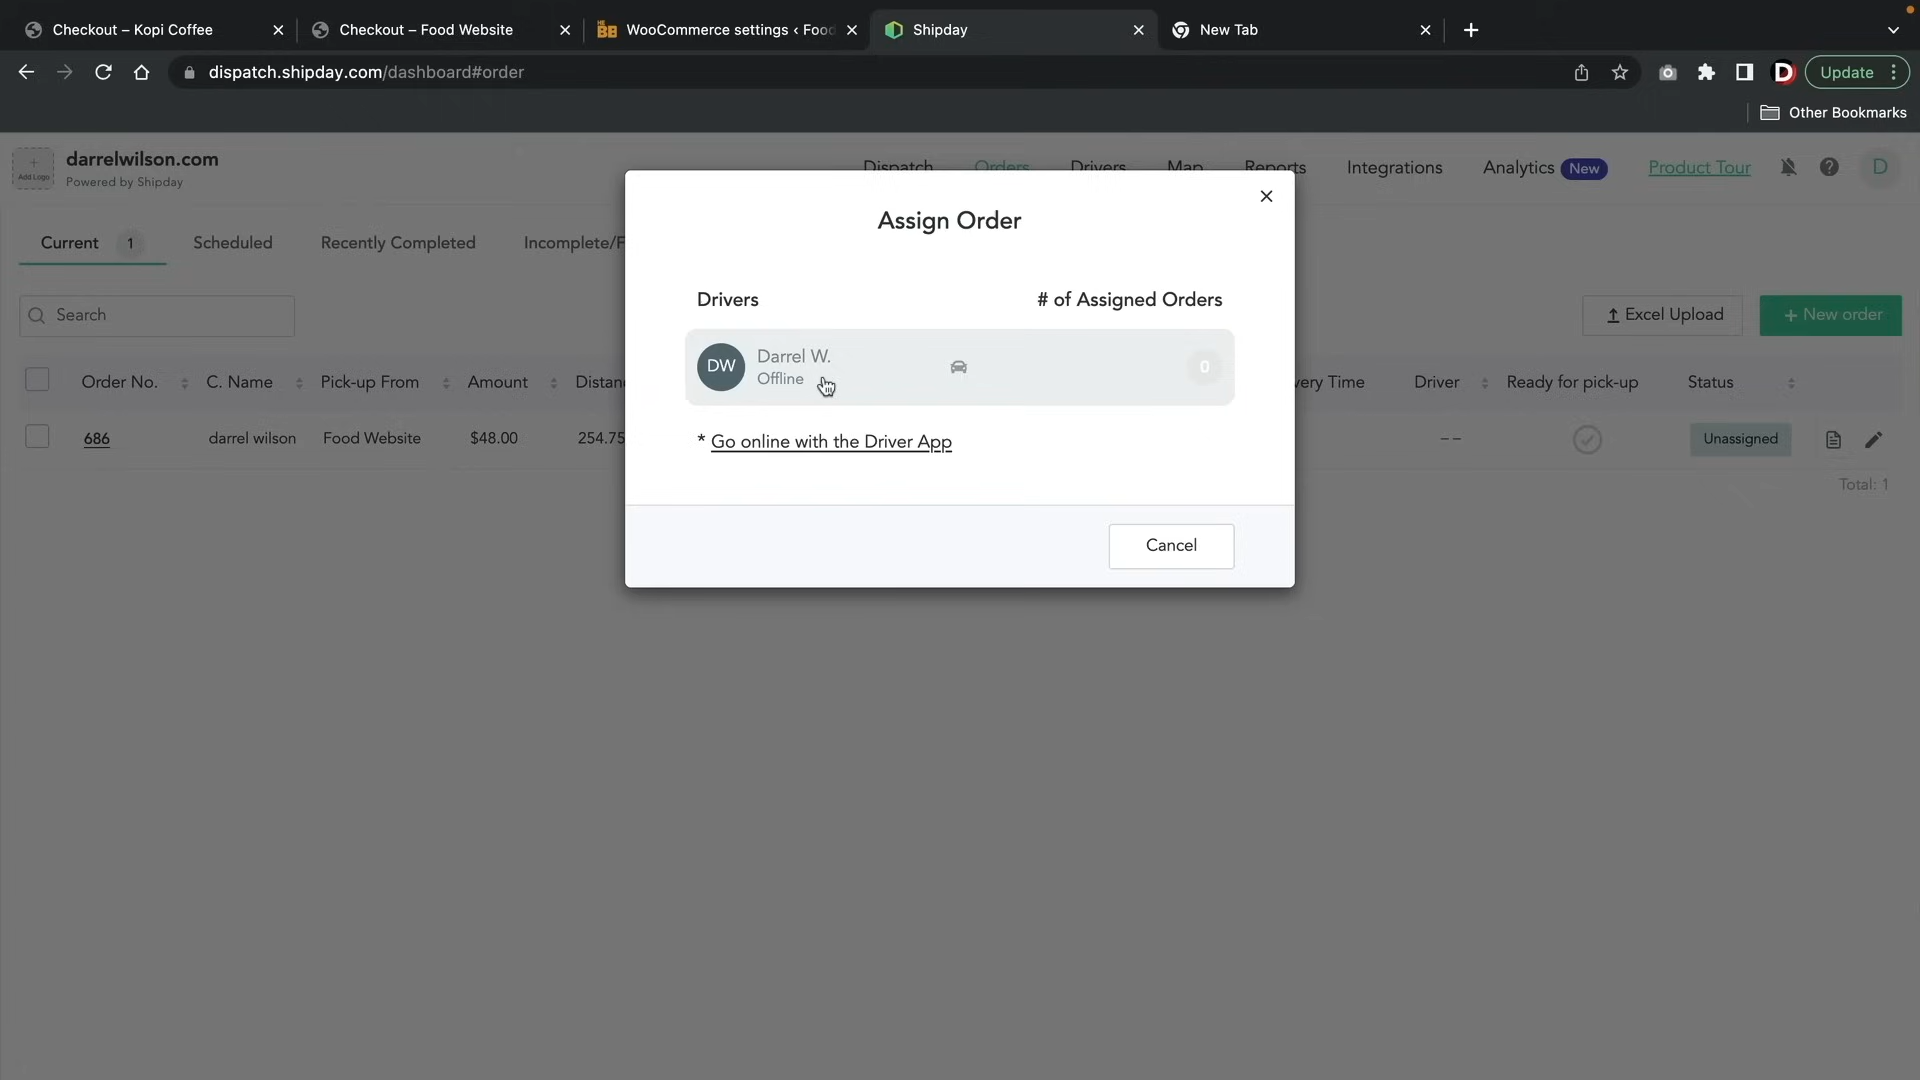 Checkout – Kopi Coffee
Checkout – Food Website
WooCommerce settings ‹ Food
Shipday
New Tab
dispatch.shipday.com/dashboard#order
D
Update
Other Bookmarks
+
Add Logo
darrelwilson.com
Powered by Shipday
Dispatch Orders Drivers Map Reports Integrations Analytics New Product Tour D
Current 1 Scheduled Recently Completed Incomplete/F
Search
Excel Upload
+ New order
Order No. C. Name Pick-up From Amount Distan very Time Driver Ready for pick-up Status
686 darrel wilson Food Website $48.00 254.75 -- Unassigned
Total: 1
Assign Order
Drivers # of Assigned Orders
DW Darrel W. 0
Offline
* Go online with the Driver App
Cancel